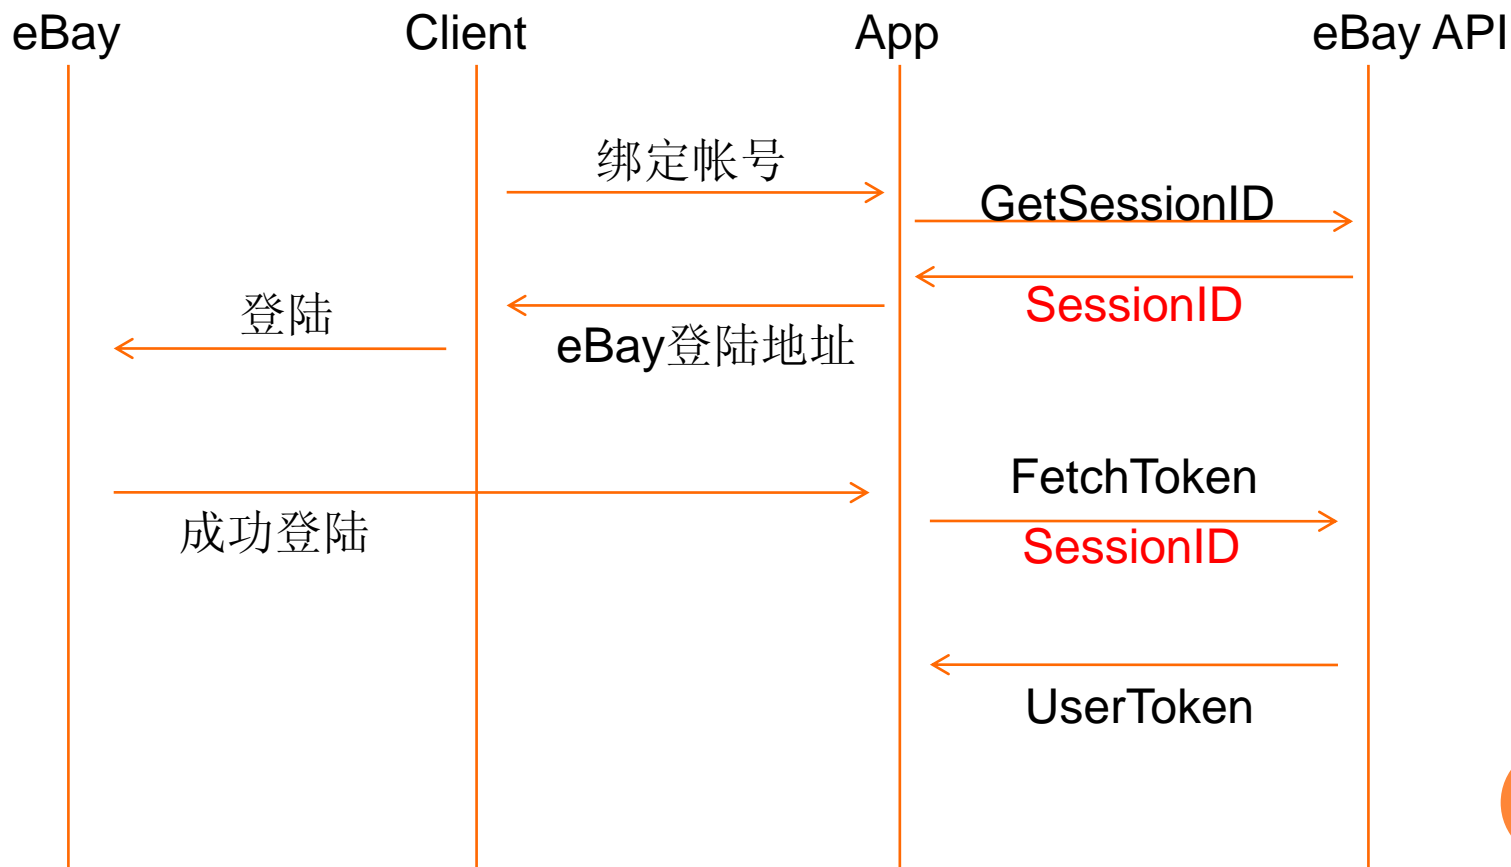 eBay
Client
App
eBay API
绑定帐号
GetSessionID
SessionID
登陆
eBay登陆地址
FetchToken
SessionID
成功登陆
UserToken